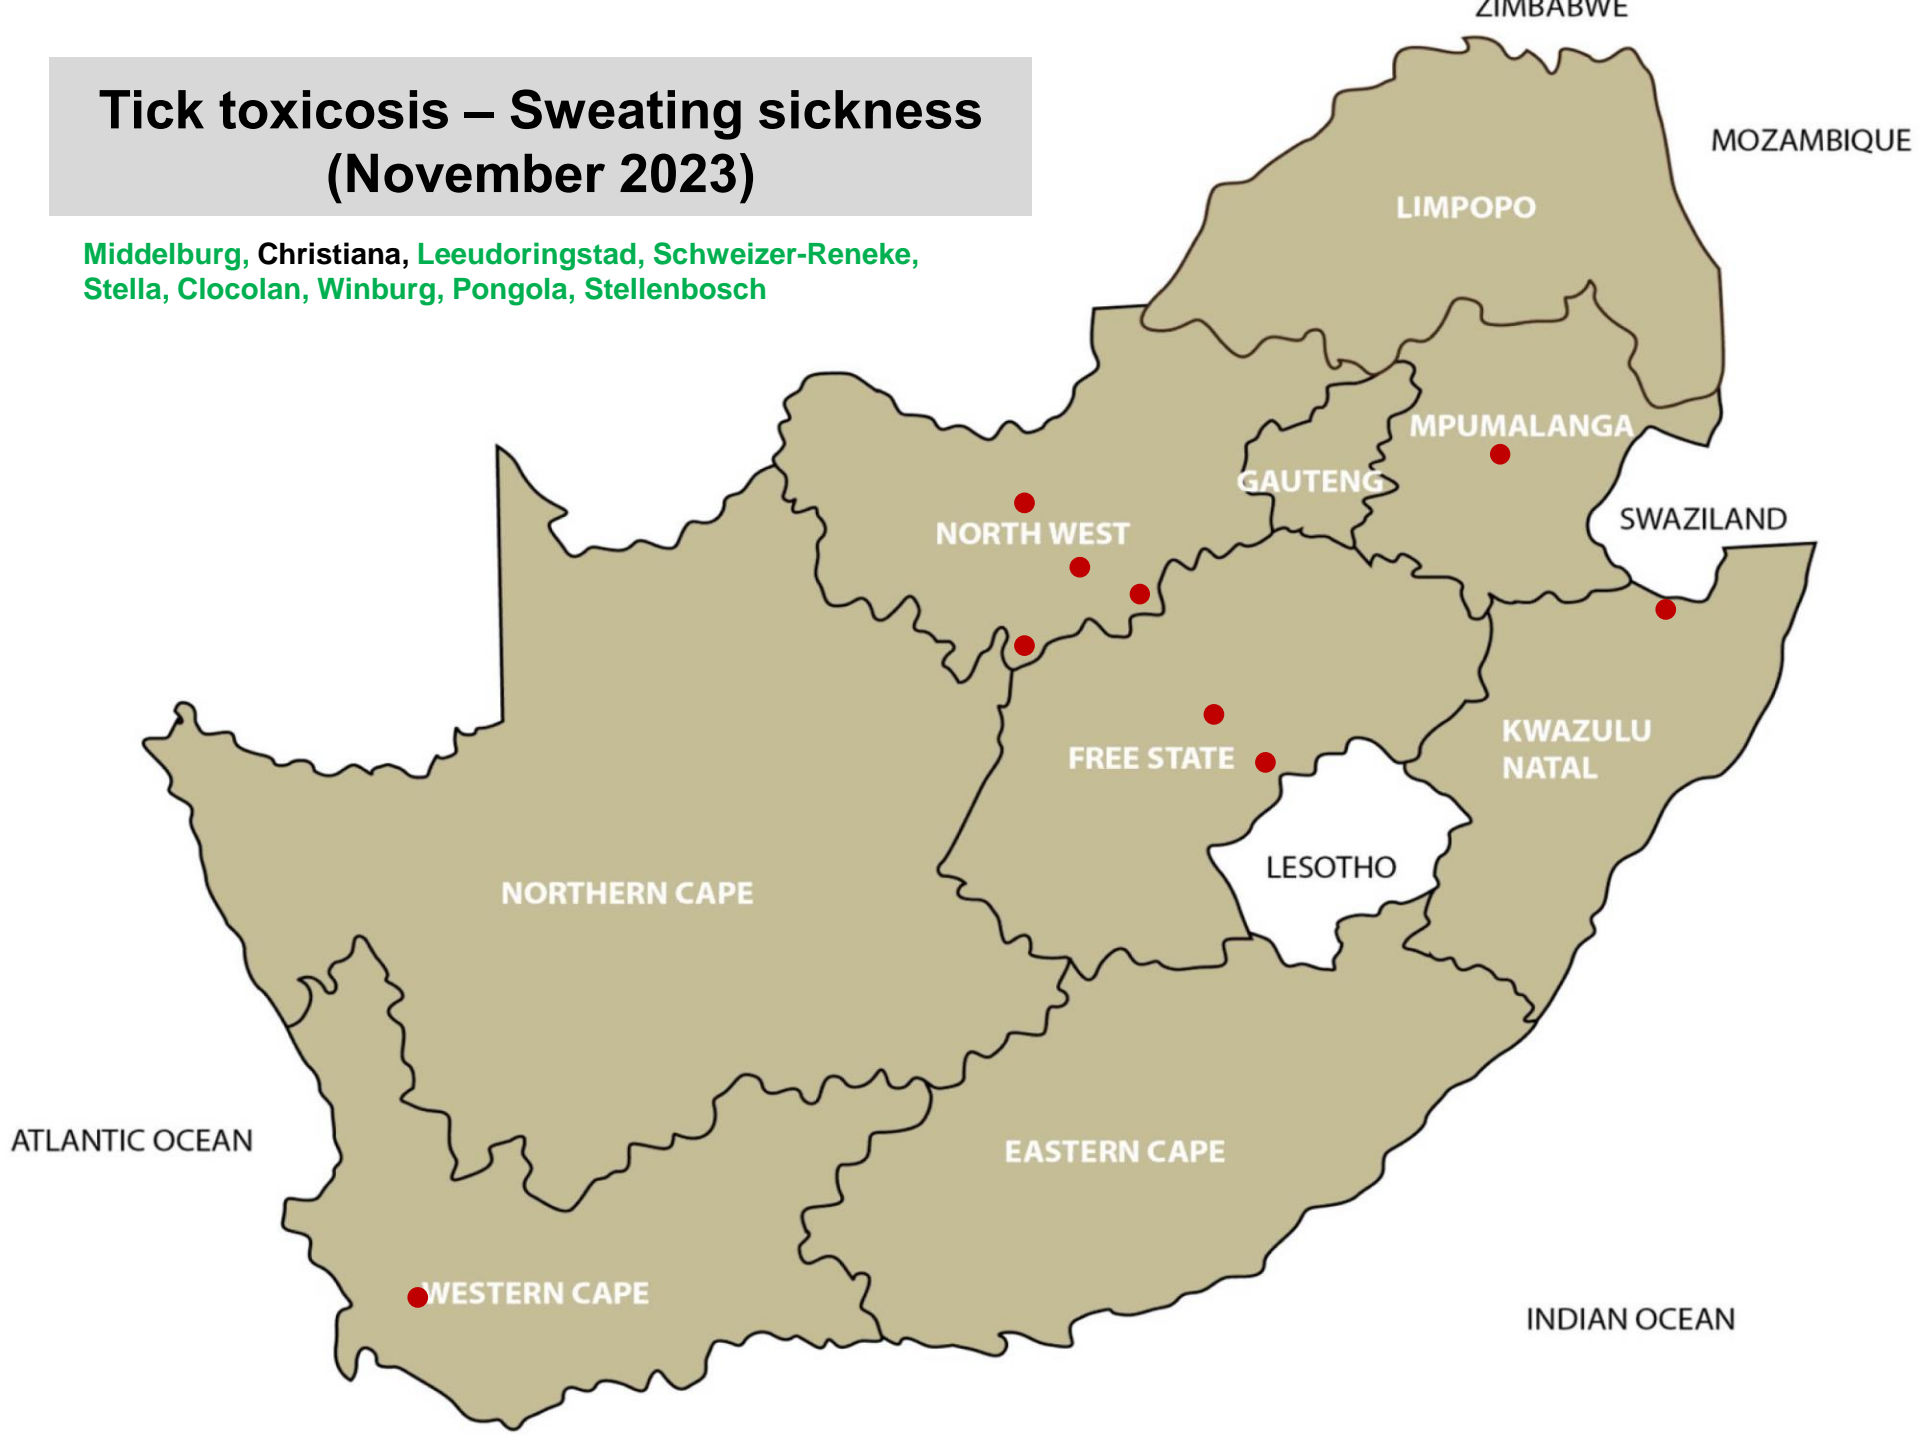 ZIMBABWE
Tick toxicosis – Sweating sickness
(November 2023)
MOZAMBIQUE
LIMPOPO
Middelburg, Christiana, Leeudoringstad, Schweizer-Reneke,
Stella, Clocolan, Winburg, Pongola, Stellenbosch
MPUMALANGA
GAUTENG
SWAZILAND
NORTH WEST
KWAZULU
NATAL
FREE STATE
LESOTHO
NORTHERN CAPE
ATLANTIC OCEAN
EASTERN CAPE
WESTERN CAPE
INDIAN OCEAN